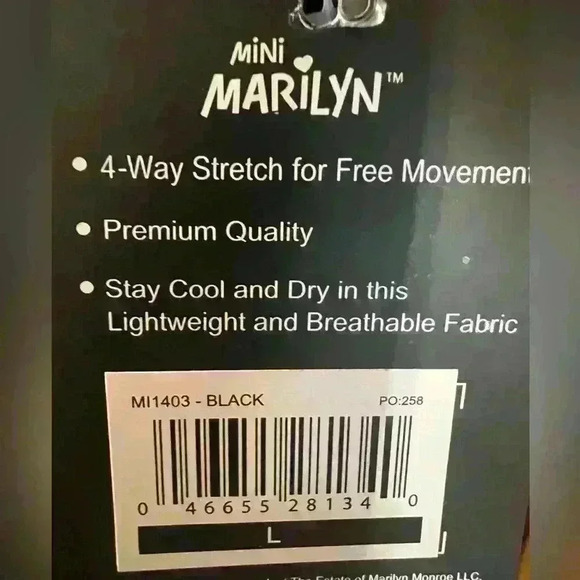 MiNi
MARiLYN™
• 4-Way Stretch for Free Movemen
• Premium Quality
• Stay Cool and Dry in this
Lightweight and Breathable Fabric
MI1403 - BLACK PO:258
0 46655 28134 0
L
The Estate of Marilyn Monroe LLC.